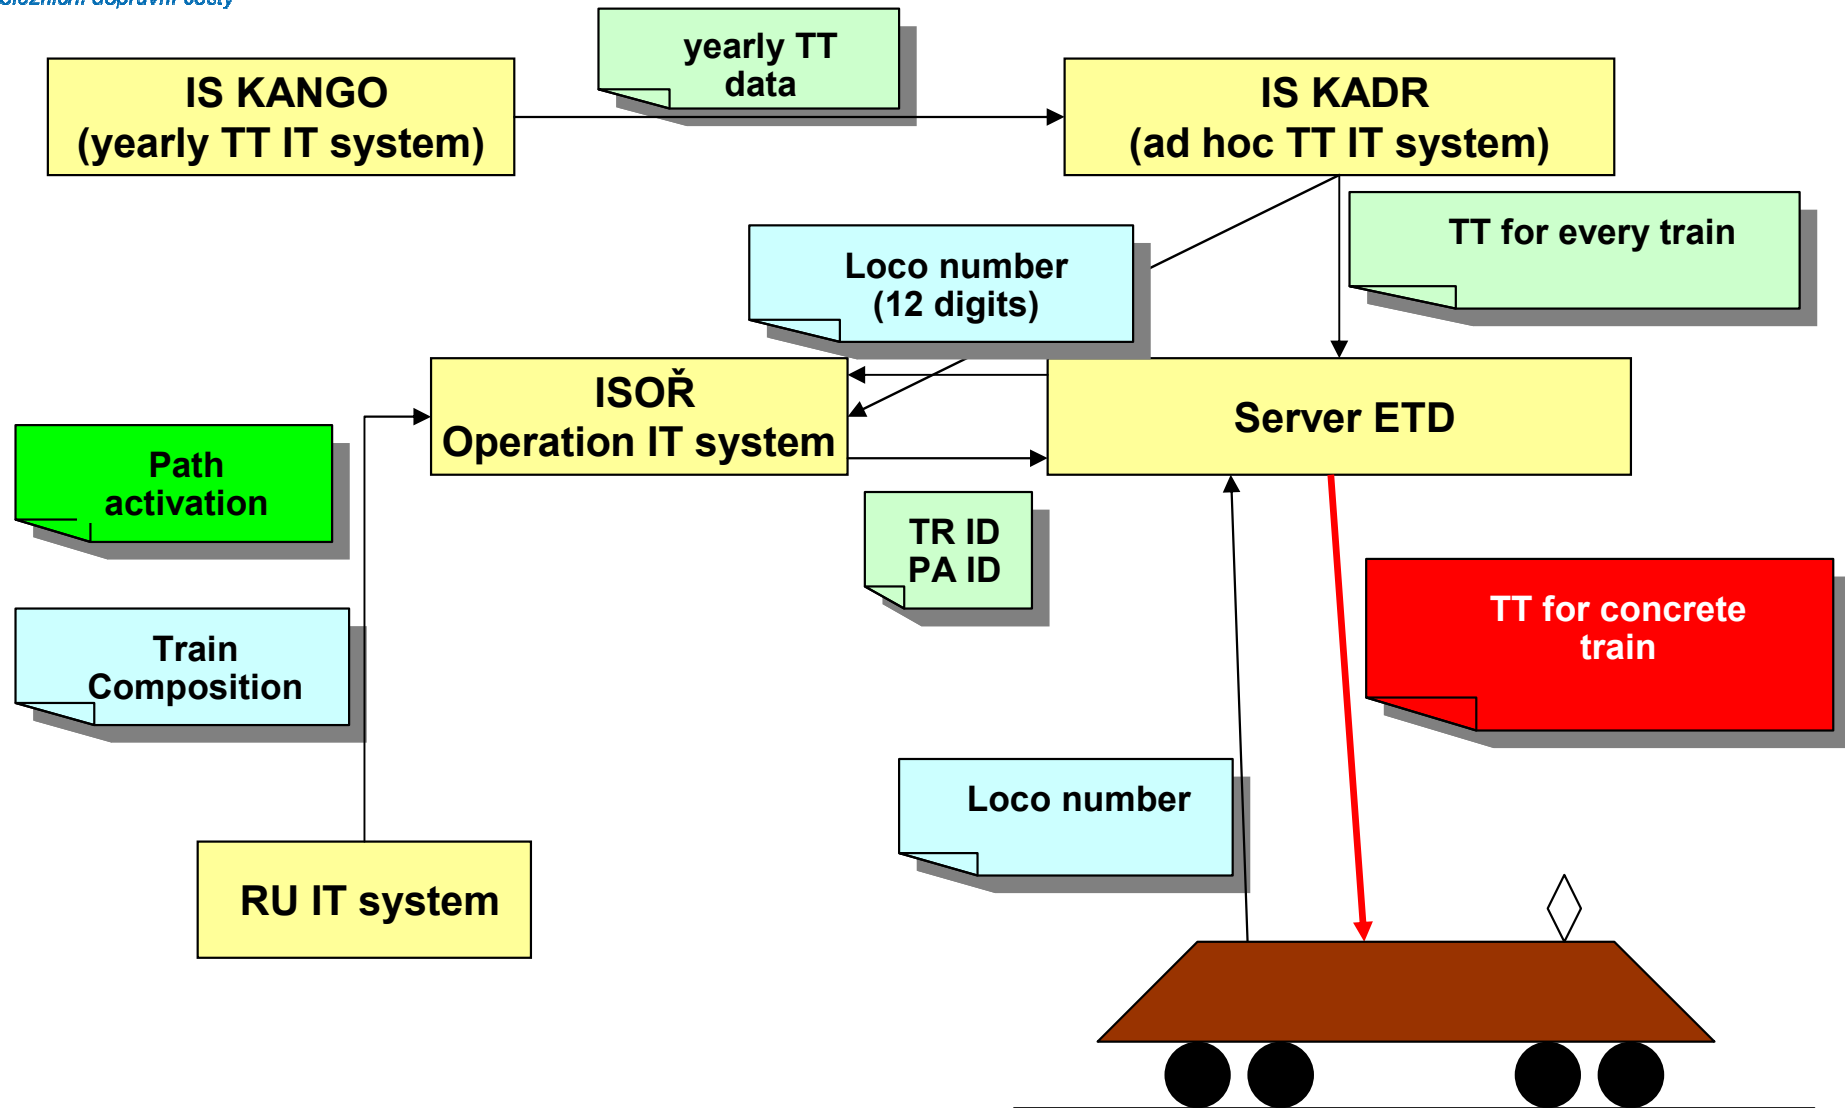 dopravní cesty
yearly TT
data
IS KANGO
(yearly TT IT system)
IS KADR
(ad hoc TT IT system)
TT for every train
Loco number
(12 digits)
ISOŘ
Operation IT system
Server ETD
Path
activation
TR ID
PA ID
TT for concrete
train
Train
Composition
Loco number
RU IT system